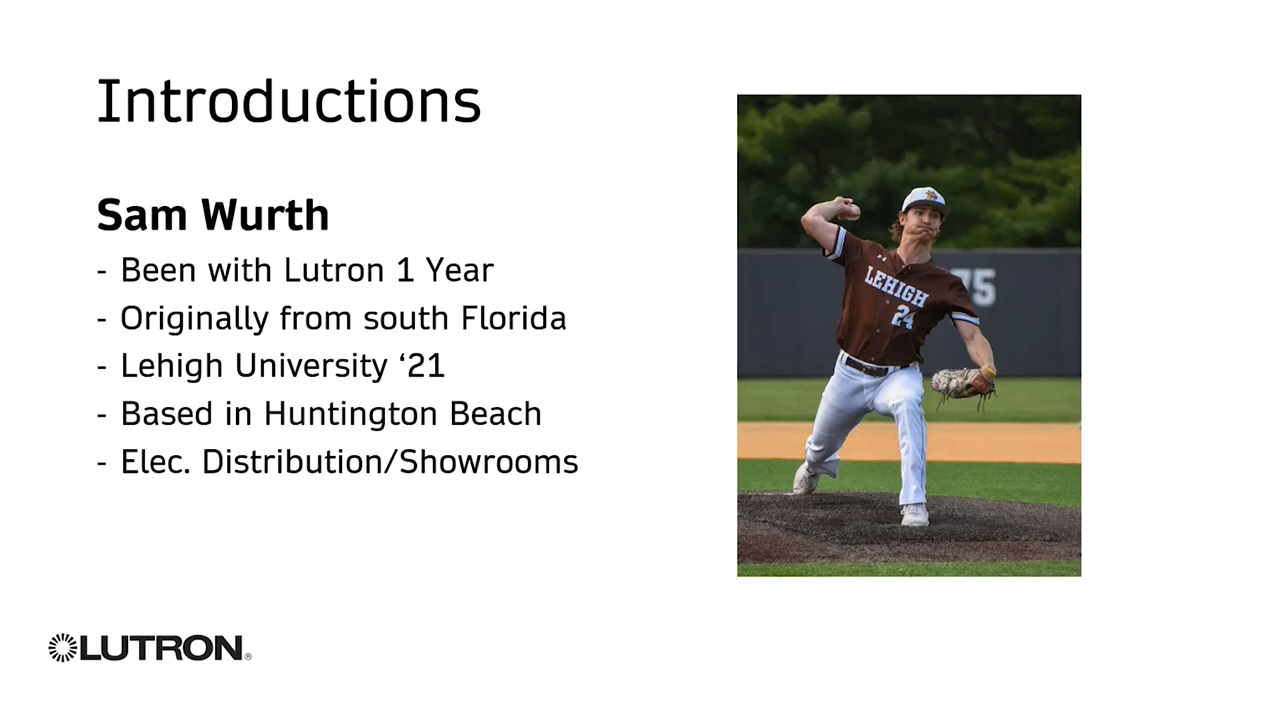 Introductions
Sam Wurth
- Been with Lutron 1 Year
- Originally from south Florida
- Lehigh University ‘21
- Based in Huntington Beach
- Elec. Distribution/Showrooms
LEHIGH
24
75
LUTRON®